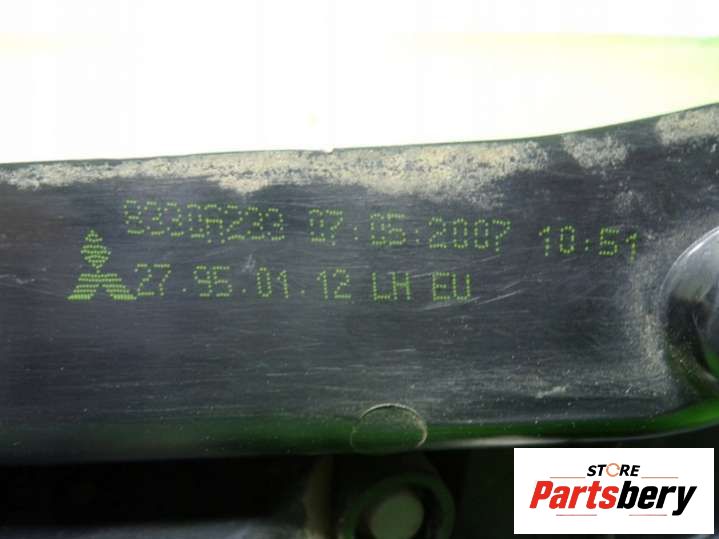 8330A233 07:05:2007 10:51
27.95.01.12 LH EU
STORE
Partsbery